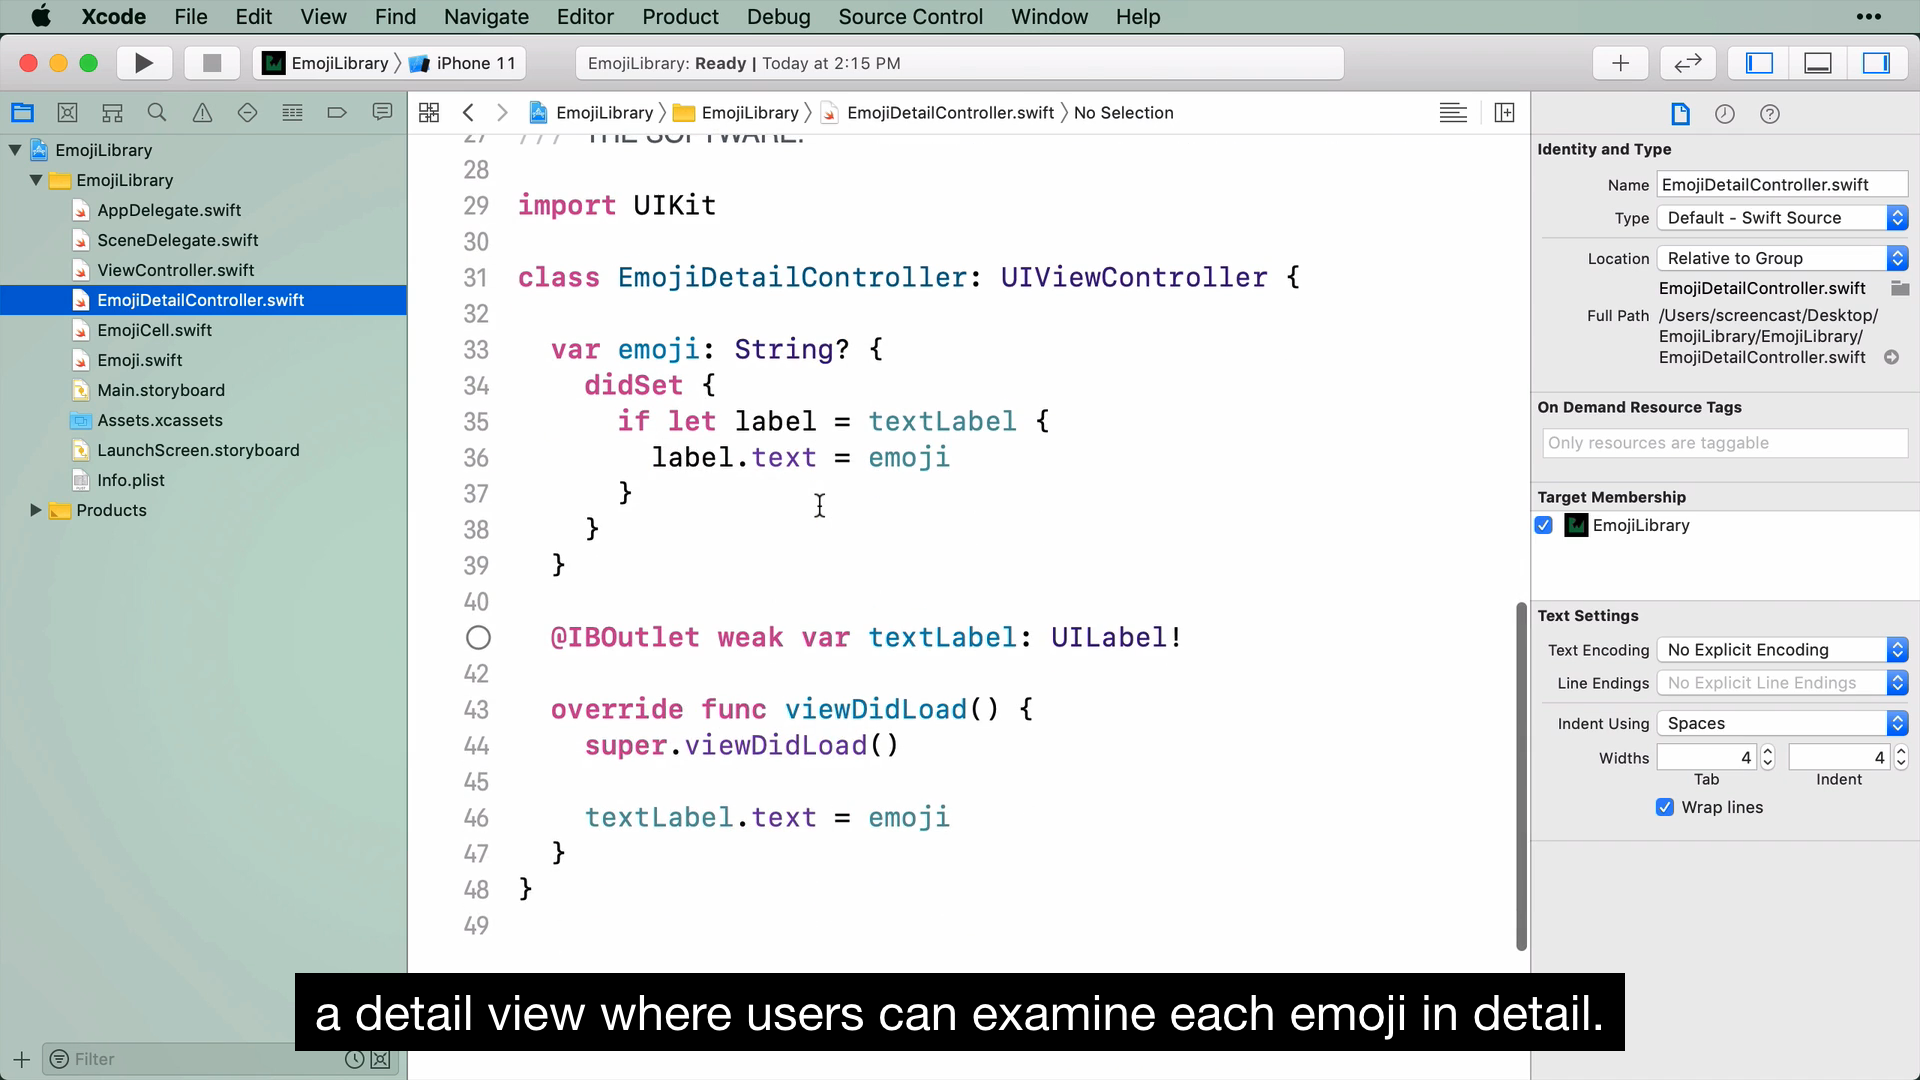 Xcode File Edit View Find Navigate Editor Product Debug Source Control Window Help •••
EmojiLibrary 〉 iPhone 11
EmojiLibrary: Ready | Today at 2:15 PM
EmojiLibrary 〉 EmojiLibrary 〉 EmojiDetailController.swift 〉 No Selection
EmojiLibrary
EmojiLibrary
AppDelegate.swift
SceneDelegate.swift
ViewController.swift
EmojiDetailController.swift
EmojiCell.swift
Emoji.swift
Main.storyboard
Assets.xcassets
LaunchScreen.storyboard
Info.plist
Products
Filter
27 /// THE SOFTWARE.
28
29 import UIKit
30
31 class EmojiDetailController: UIViewController {
32
33 var emoji: String? {
34 didSet {
35 if let label = textLabel {
36 label.text = emoji
37 }
38 }
39 }
40
@IBOutlet weak var textLabel: UILabel!
42
43 override func viewDidLoad() {
44 super.viewDidLoad()
45
46 textLabel.text = emoji
47 }
48 }
49
Identity and Type
Name EmojiDetailController.swift
Type Default - Swift Source
Location Relative to Group
EmojiDetailController.swift
Full Path /Users/screencast/Desktop/
EmojiLibrary/EmojiLibrary/
EmojiDetailController.swift
On Demand Resource Tags
Only resources are taggable
Target Membership
EmojiLibrary
Text Settings
Text Encoding No Explicit Encoding
Line Endings No Explicit Line Endings
Indent Using Spaces
Widths 4 4
Tab Indent
Wrap lines
a detail view where users can examine each emoji in detail.